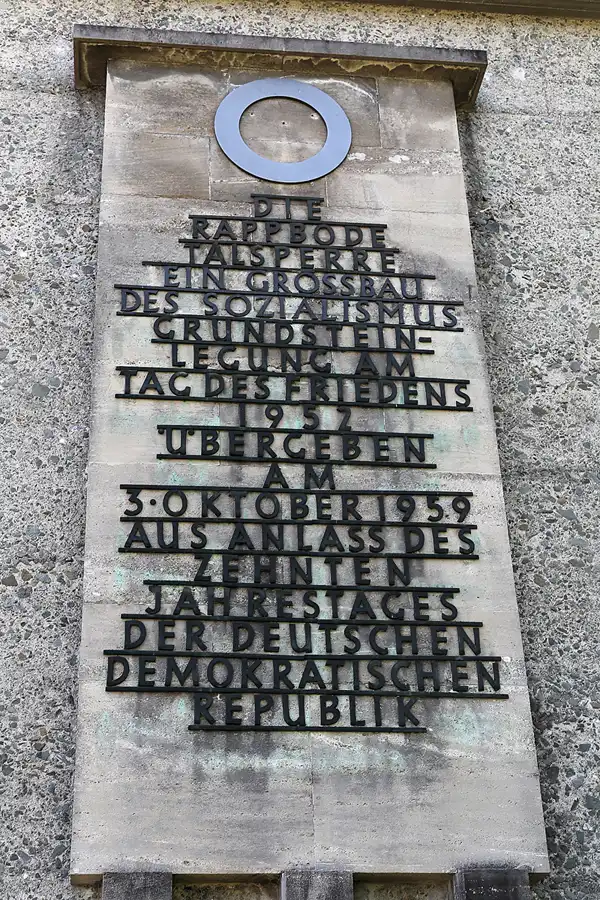 DIE
RAPPBODE
TALSPERRE
EIN GROSSBAU
DES SOZIALISMUS
GRUNDSTEIN-
LEGUNG AM
TAG DES FRIEDENS
1952
ÜBERGEBEN
AM
3·OKTOBER 1959
AUS ANLASS DES
ZEHNTEN
JAHRESTAGES
DER DEUTSCHEN
DEMOKRATISCHEN
REPUBLIK